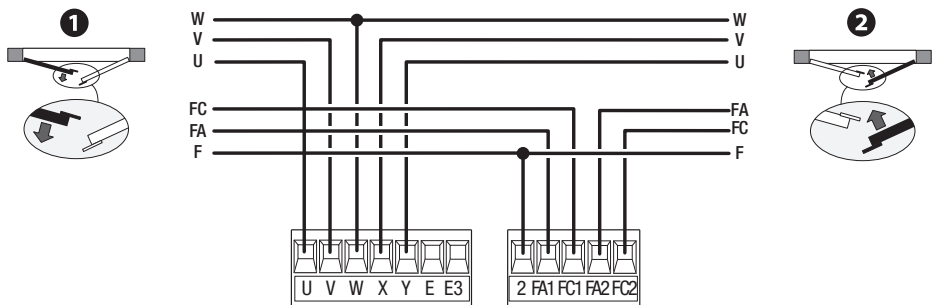 1
2
W W
V V
U U
FC FA
FA FC
F F
U V W X Y E E3
2 FA1 FC1 FA2 FC2